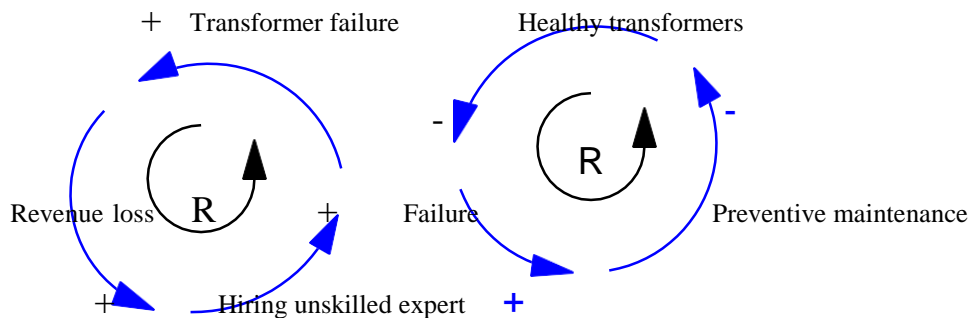 + Transformer failure
Healthy transformers
- -
R
R
Revenue loss + Failure Preventive maintenance
+ Hiring unskilled expert +